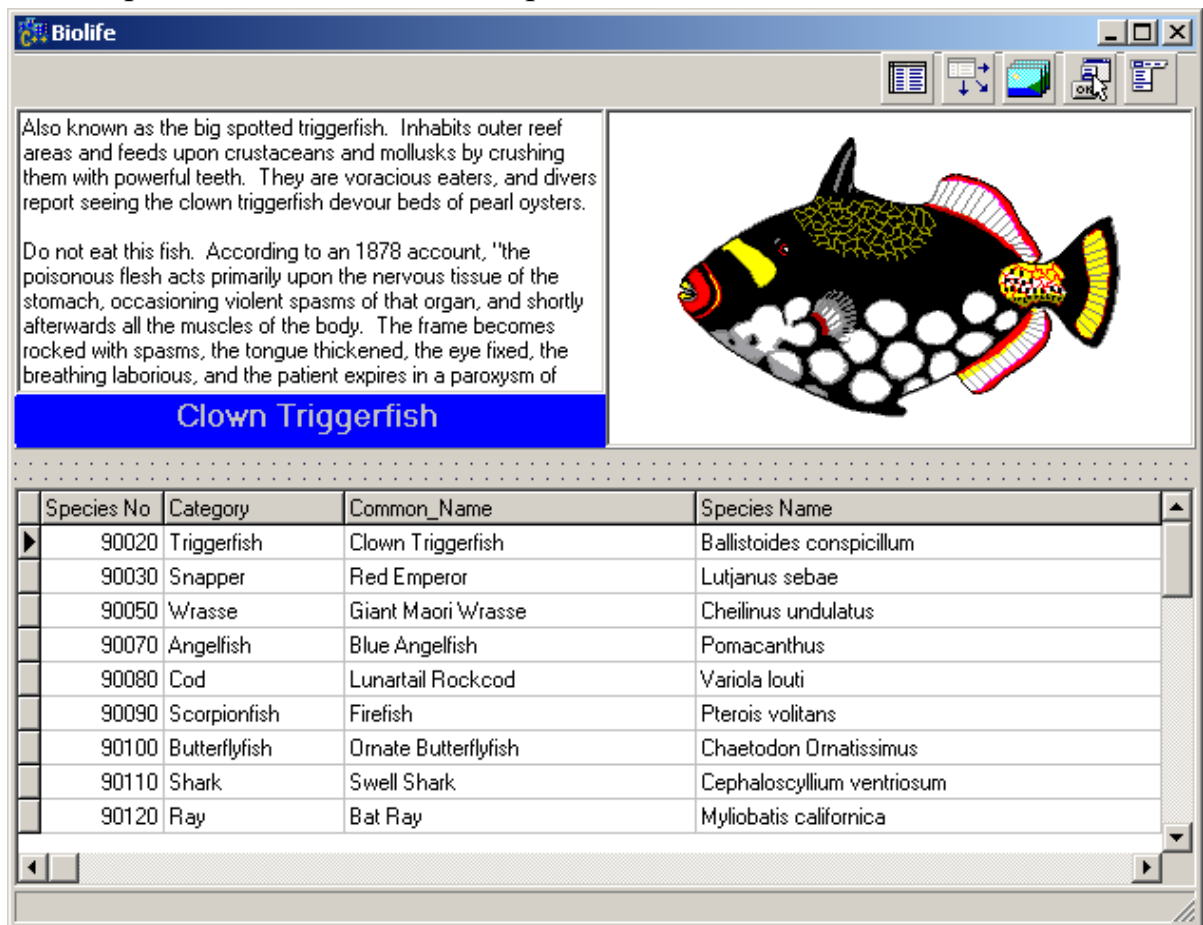 Biolife
OK
Also known as the big spotted triggerfish. Inhabits outer reef
areas and feeds upon crustaceans and mollusks by crushing
them with powerful teeth. They are voracious eaters, and divers
report seeing the clown triggerfish devour beds of pearl oysters.
Do not eat this fish. According to an 1878 account, "the
poisonous flesh acts primarily upon the nervous tissue of the
stomach, occasioning violent spasms of that organ, and shortly
afterwards all the muscles of the body. The frame becomes
rocked with spasms, the tongue thickened, the eye fixed, the
breathing laborious, and the patient expires in a paroxysm of
Clown Triggerfish
Species No Category Common_Name Species Name
90020 Triggerfish Clown Triggerfish Ballistoides conspicillum
90030 Snapper Red Emperor Lutjanus sebae
90050 Wrasse Giant Maori Wrasse Cheilinus undulatus
90070 Angelfish Blue Angelfish Pomacanthus
90080 Cod Lunartail Rockcod Variola louti
90090 Scorpionfish Firefish Pterois volitans
90100 Butterflyfish Ornate Butterflyfish Chaetodon Ornatissimus
90110 Shark Swell Shark Cephaloscyllium ventriosum
90120 Ray Bat Ray Myliobatis californica